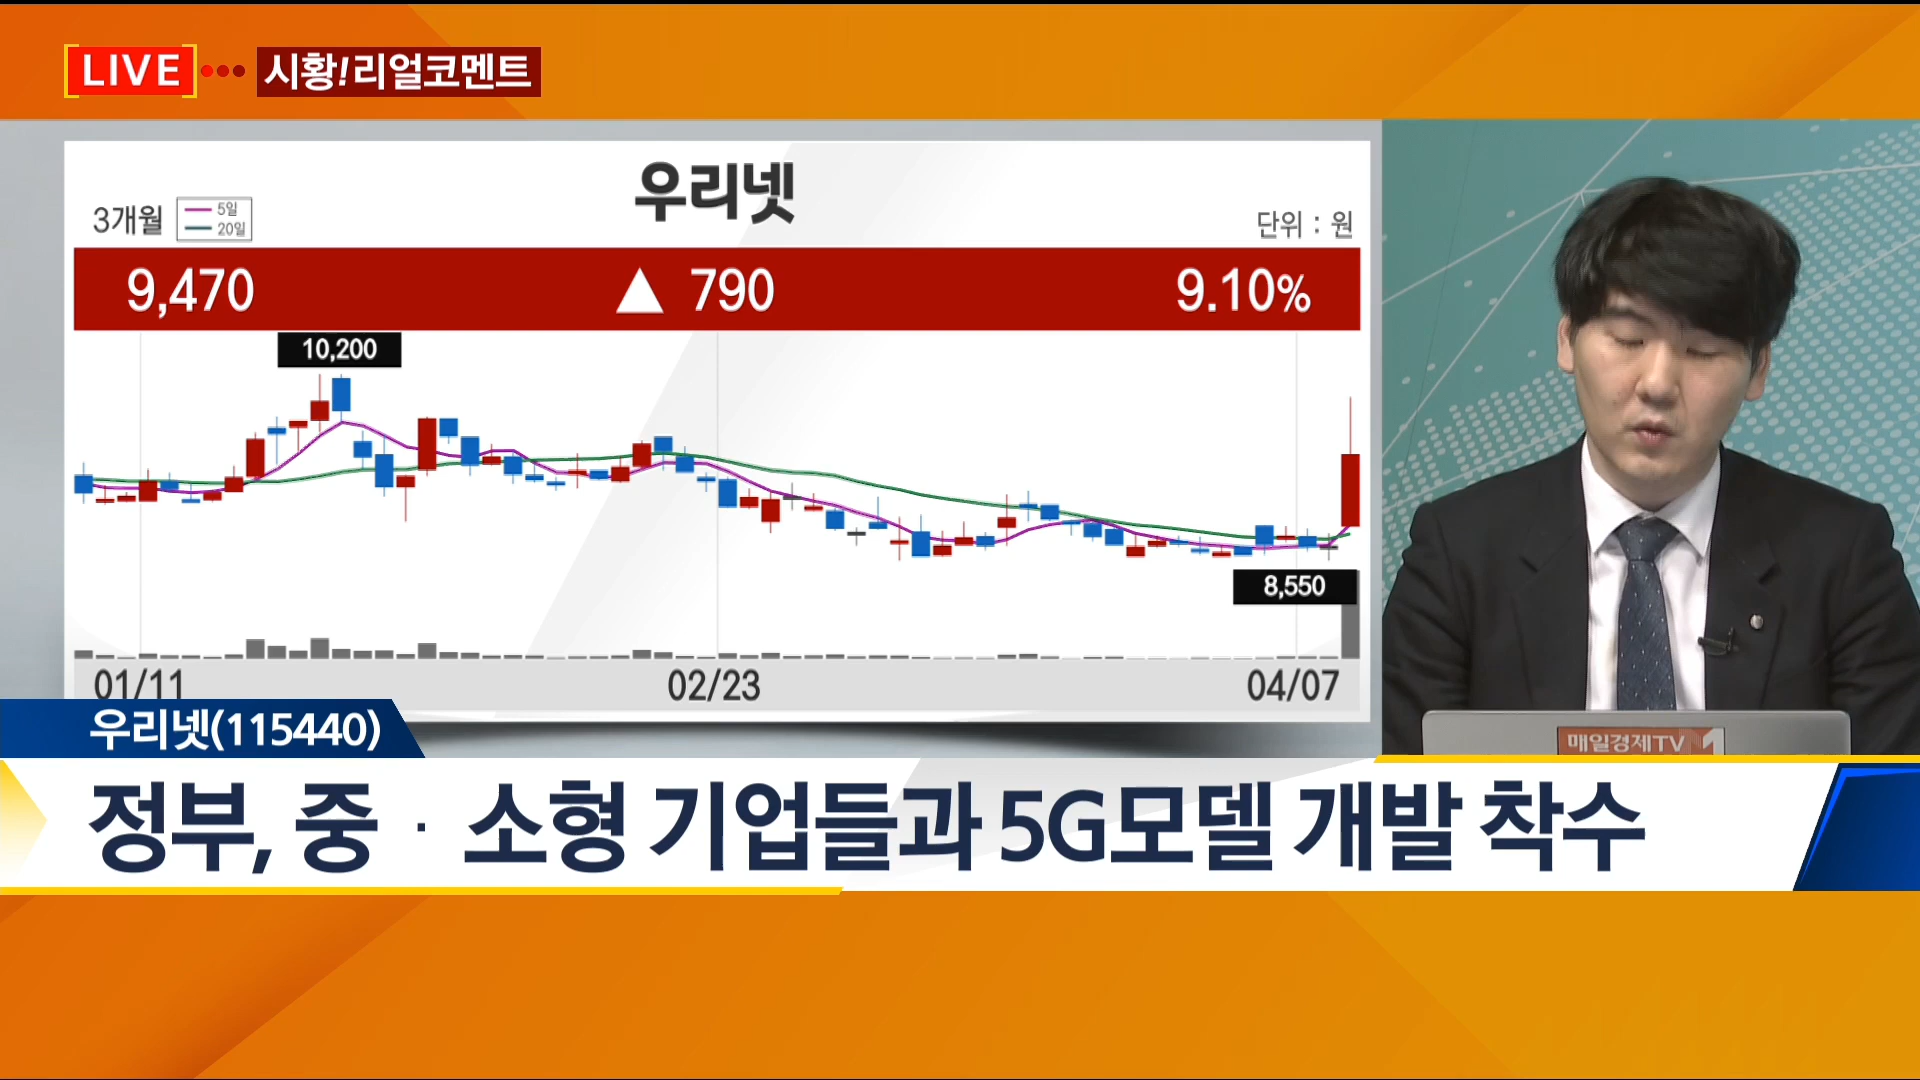 LIVE 시황!리얼코멘트
우리넷
3개월
5일
20일
단위 : 원
9,470 ▲ 790 9.10%
10,200
8,550
01/11 02/23 04/07
우리넷(115440)
매일경제TV 1
정부, 중 · 소형 기업들과 5G모델 개발 착수